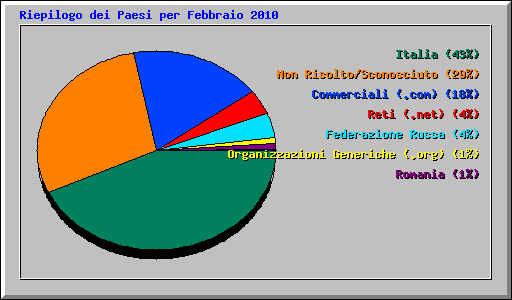 Riepilogo dei Paesi per Febbraio 2010
Italia (43%)
Non Risolto/Sconosciuto (29%)
Commerciali (.com) (18%)
Reti (.net) (4%)
Federazione Russa (4%)
Organizzazioni Generiche (.org) (1%)
Romania (1%)